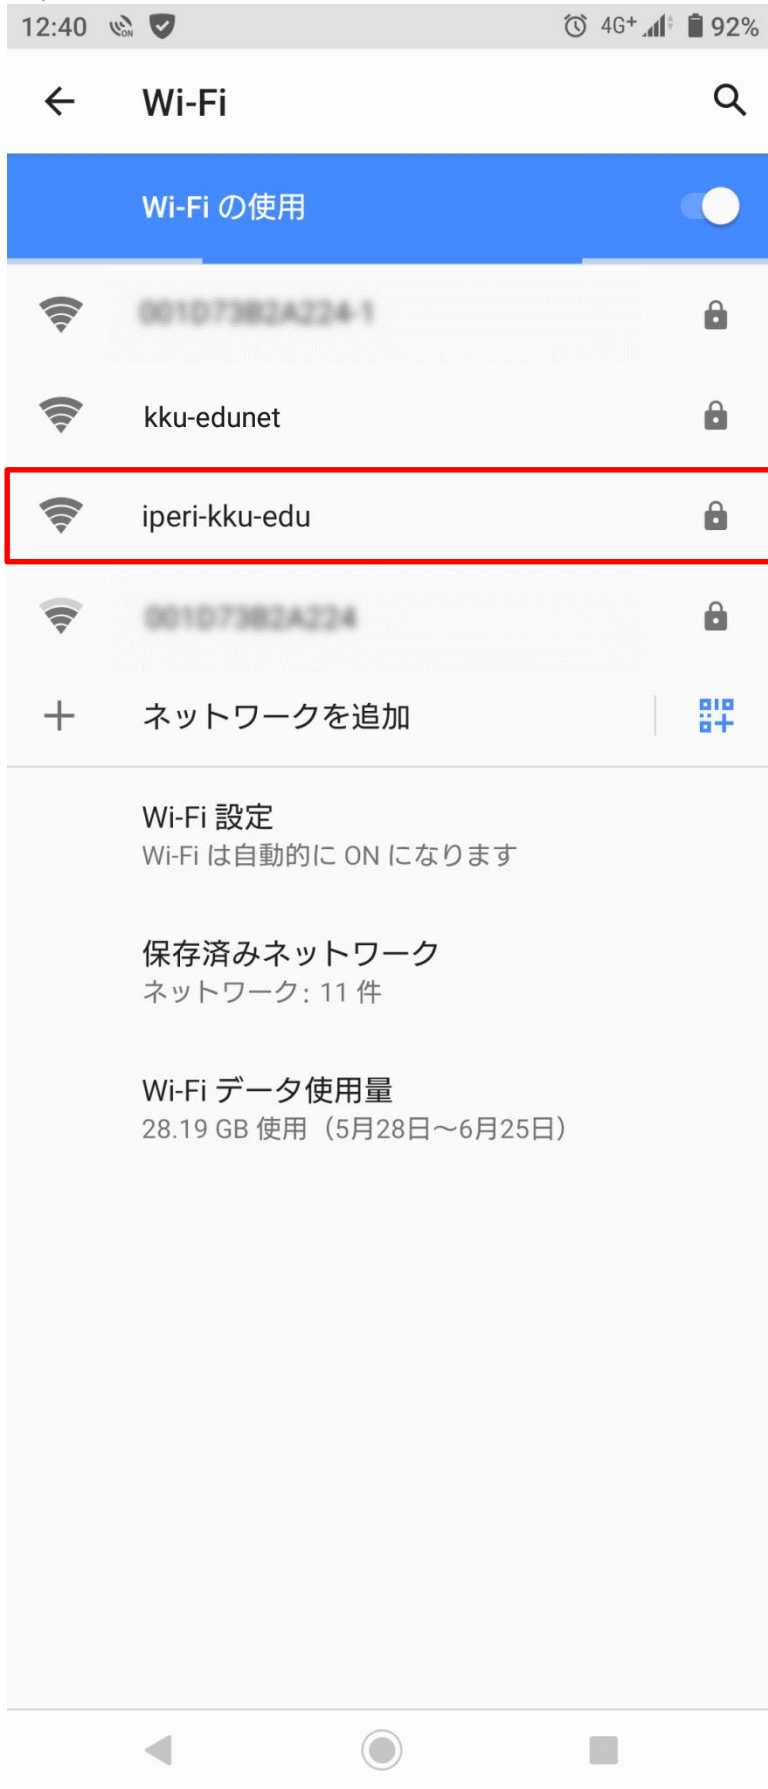 12:40 4G+ 92%
Wi-Fi
Wi-Fi の使用
001D73B2A224-1
kku-edunet
iperi-kku-edu
001D73B2A224
ネットワークを追加
Wi-Fi 設定
Wi-Fi は自動的に ON になります
保存済みネットワーク
ネットワーク: 11 件
Wi-Fi データ使用量
28.19 GB 使用（5月28日～6月25日）